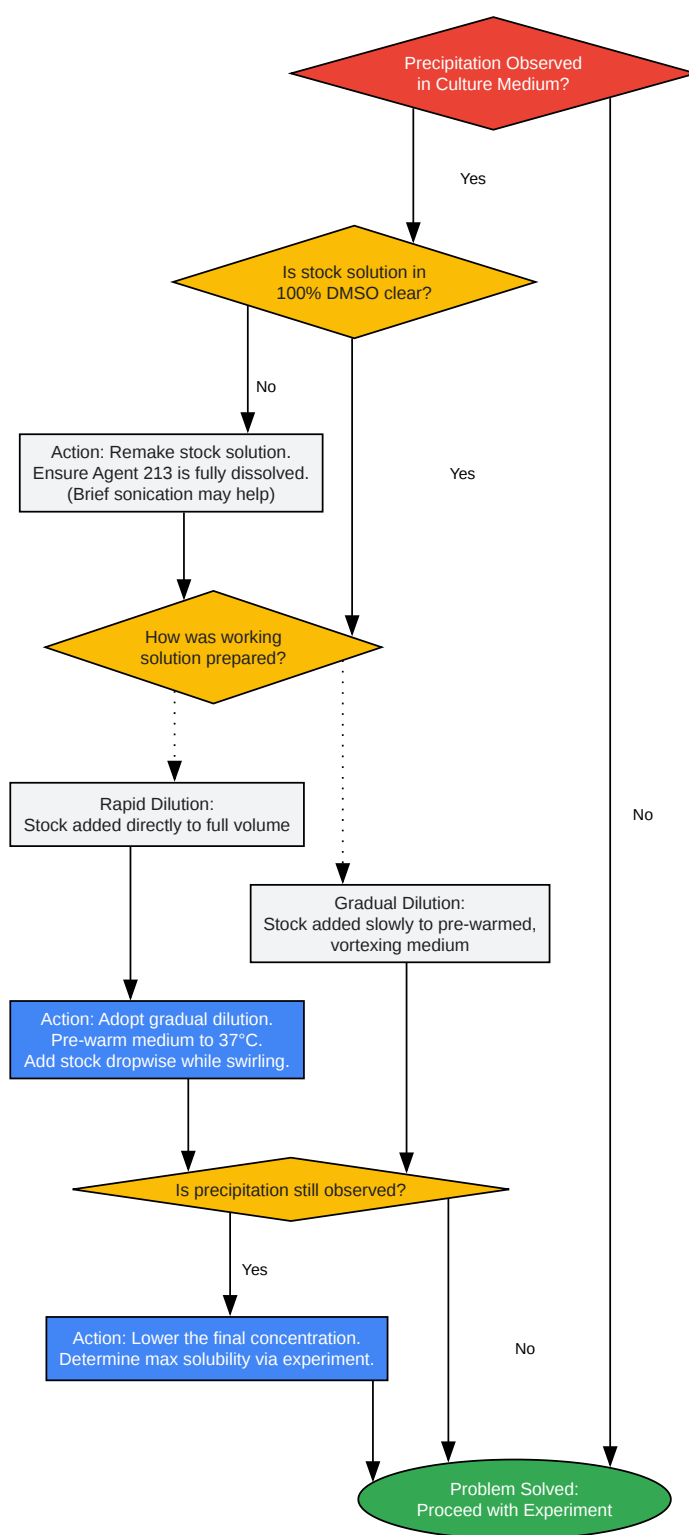 Precipitation Observed
in Culture Medium?
Yes
Is stock solution in
100% DMSO clear?
No
Action: Remake stock solution.
Ensure Agent 213 is fully dissolved.
(Brief sonication may help)
Yes
How was working
solution prepared?
Rapid Dilution:
Stock added directly to full volume
No
Gradual Dilution:
Stock added slowly to pre-warmed,
vortexing medium
Action: Adopt gradual dilution.
Pre-warm medium to 37°C.
Add stock dropwise while swirling.
Is precipitation still observed?
Yes
Action: Lower the final concentration.
Determine max solubility via experiment.
No
Problem Solved:
Proceed with Experiment